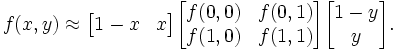 f(x,y) ≈ [1 − x   x] [f(0,0)   f(0,1); f(1,0)   f(1,1)] [1 − y; y].